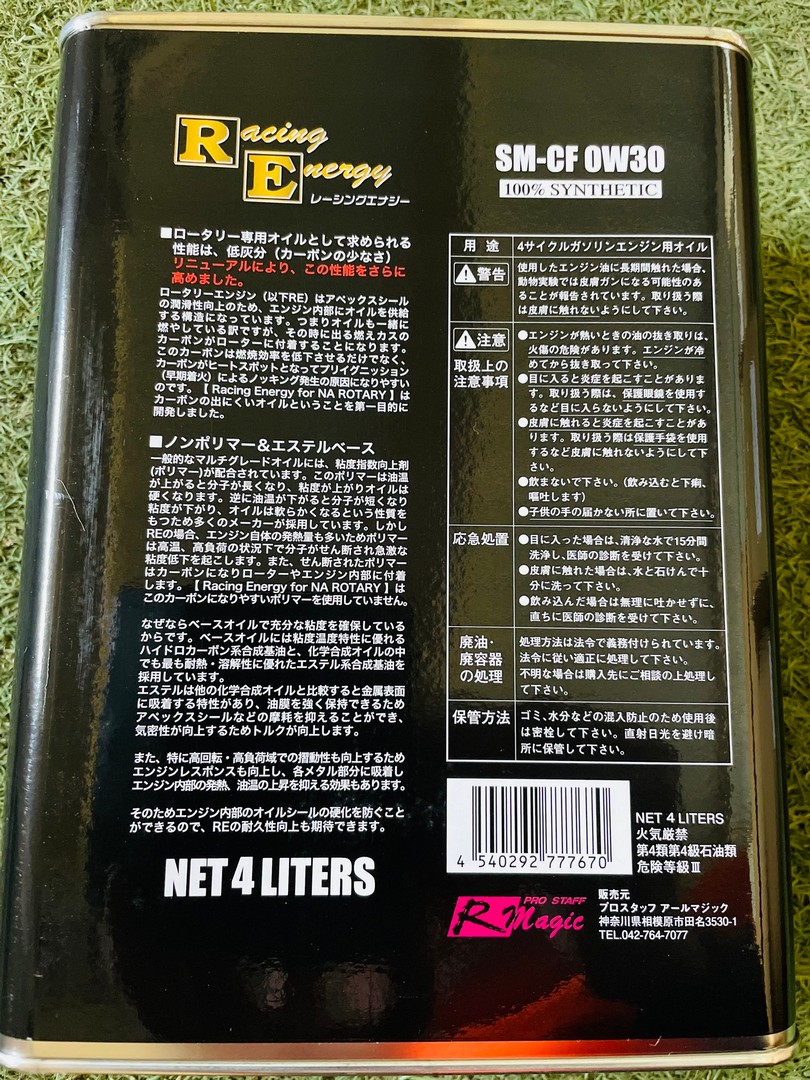 Racing
Energy
レーシングエナジー
■ロータリー専用オイルとして求められる
性能は、低灰分（カーボンの少なさ）
リニューアルにより、この性能をさらに
高めました。
ロータリーエンジン（以下RE）はアペックスシール
の潤滑性向上のため、エンジン内部にオイルを供給
する構造になっています。つまりオイルも一緒に
燃やしている訳ですが、その時に出る燃えカスの
カーボンがローターに付着することになります。
このカーボンは燃焼効率を低下させるだけでなく、
カーボンがヒートスポットとなってプリイグニッション
（早期着火）によるノッキング発生の原因になりやすい
のです。【 Racing Energy for NA ROTARY 】は
カーボンの出にくいオイルということを第一目的に
開発しました。
■ノンポリマー&エステルベース
一般的なマルチグレードオイルには、粘度指数向上剤
(ポリマー)が配合されています。このポリマーは油温
が上がると分子が長くなり、粘度が上がりオイルは
硬くなります。逆に油温が下がると分子が短くなり
粘度が下がり、オイルは軟らかくなるという性質を
もつため多くのメーカーが採用しています。しかし
REの場合、エンジン自体の発熱量も多いためポリマー
は高温、高負荷の状況下で分子がせん断され急激な
粘度低下を起こします。また、せん断されたポリマー
はカーボンになりローターやエンジン内部に付着
します。【 Racing Energy for NA ROTARY 】は
このカーボンになりやすいポリマーを使用していません。
なぜならベースオイルで充分な粘度を確保している
からです。ベースオイルには粘度温度特性に優れる
ハイドロカーボン系合成基油と、化学合成オイルの中
でも最も耐熱・溶解性に優れたエステル系合成基油を
採用しています。
エステルは他の化学合成オイルと比較すると金属表面
に吸着する特性があり、油膜を強く保持できるため
アペックスシールなどの摩耗を抑えることができ、
気密性が向上するためトルクが向上します。
また、特に高回転・高負荷域での摺動性も向上するため
エンジンレスポンスも向上し、各メタル部分に吸着し
エンジン内部の発熱、油温の上昇を抑える効果もあります。
そのためエンジン内部のオイルシールの硬化を防ぐこと
ができるので、REの耐久性向上も期待できます。
NET 4 LITERS
SM-CF 0W30
100% SYNTHETIC
用 途 4サイクルガソリンエンジン用オイル
警告 使用したエンジン油に長期間触れた場合、
動物実験では皮膚ガンになる可能性のあ
ることが報告されています。取り扱う際
は皮膚に触れないようにして下さい。
注意
取扱上の
注意事項
●エンジンが熱いときの油の抜き取りは、
火傷の危険があります。エンジンが冷
めてから抜き取って下さい。
●目に入ると炎症を起こすことがありま
す。取り扱う際は、保護眼鏡を使用す
るなど目に入らないようにして下さい。
●皮膚に触れると炎症を起こすことがあ
ります。取り扱う際は保護手袋を使用
するなど皮膚に触れないようにして下
さい。
●飲まないで下さい。(飲み込むと下痢、
嘔吐します)
●子供の手の届かない所に置いて下さい。
応急処置 ●目に入った場合は、清浄な水で15分間
洗浄し、医師の診断を受けて下さい。
●皮膚に触れた場合は、水と石けんで十
分に洗って下さい。
●飲み込んだ場合は無理に吐かせずに、
直ちに医師の診断を受けて下さい。
廃油・
廃容器
の処理
処理方法は法令で義務付けられています。
法令に従い適正に処理して下さい。
不明な場合は購入先にご相談の上処理し
て下さい。
保管方法 ゴミ、水分などの混入防止のため使用後
は密栓して下さい。直射日光を避け暗
所に保管して下さい。
4 540292 777670
NET 4 LITERS
火気厳禁
第4類第4級石油類
危険等級Ⅲ
PRO STAFF
R Magic
販売元
プロスタッフ アールマジック
神奈川県相模原市田名3530-1
TEL.042-764-7077